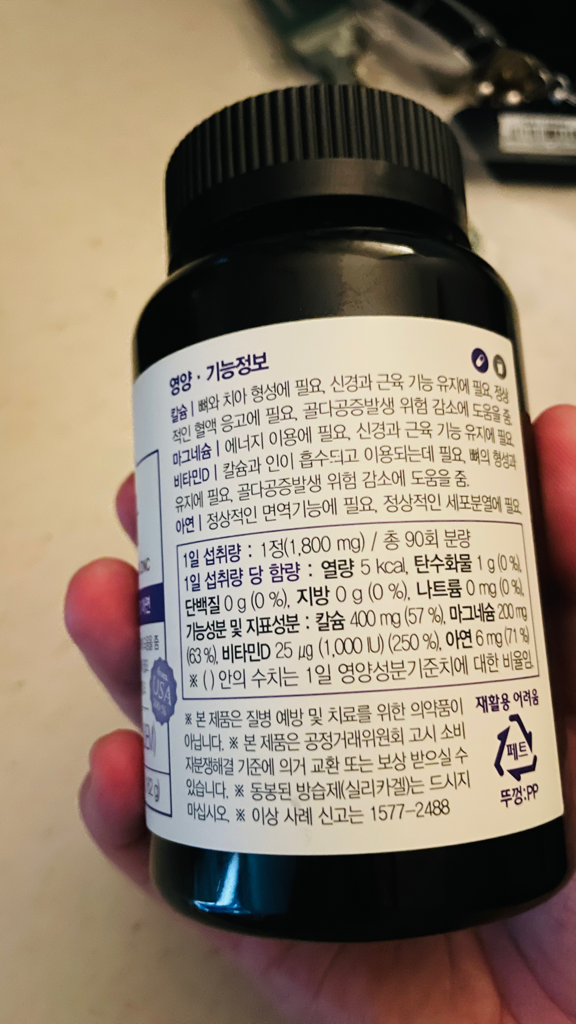 영양 · 기능정보
칼슘 | 뼈와 치아 형성에 필요, 신경과 근육 기능 유지에 필요, 정상
적인 혈액 응고에 필요, 골다공증발생 위험 감소에 도움을 줌
마그네슘 | 에너지 이용에 필요, 신경과 근육 기능 유지에 필요
비타민D | 칼슘과 인이 흡수되고 이용되는데 필요, 뼈의 형성과
유지에 필요, 골다공증발생 위험 감소에 도움을 줌.
아연 | 정상적인 면역기능에 필요, 정상적인 세포분열에 필요
1일 섭취량 : 1정(1,800 mg) / 총 90회 분량
1일 섭취량 당 함량 : 열량 5 kcal, 탄수화물 1 g (0 %),
단백질 0 g (0 %), 지방 0 g (0 %), 나트륨 0 mg (0 %),
기능성분 및 지표성분 : 칼슘 400 mg (57 %), 마그네슘 200 mg
(63 %), 비타민D 25 µg (1,000 IU) (250 %), 아연 6 mg (71 %)
※ ( ) 안의 수치는 1일 영양성분기준치에 대한 비율임.
※ 본 제품은 질병 예방 및 치료를 위한 의약품이
아닙니다. ※ 본 제품은 공정거래위원회 고시 소비
자분쟁해결 기준에 의거 교환 또는 보상 받으실 수
있습니다. ※ 동봉된 방습제(실리카겔)는 드시지
마십시오. ※ 이상 사례 신고는 1577-2488
재활용 어려움
페트
뚜껑:PP
USA